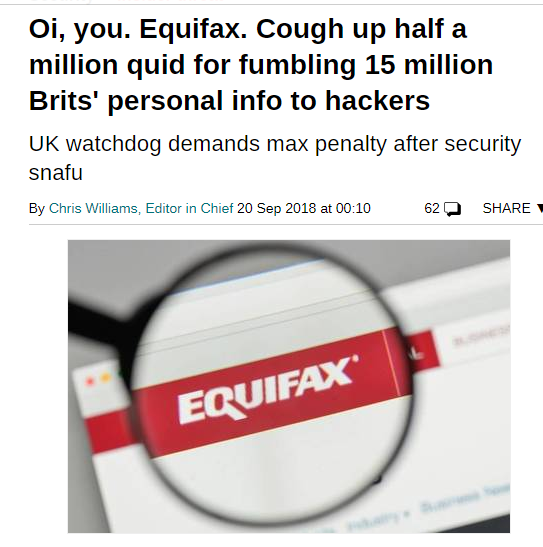 Oi, you. Equifax. Cough up half a
million quid for fumbling 15 million
Brits' personal info to hackers
UK watchdog demands max penalty after security
snafu
By Chris Williams, Editor in Chief 20 Sep 2018 at 00:10 62 SHARE ▼
EQUIFAX